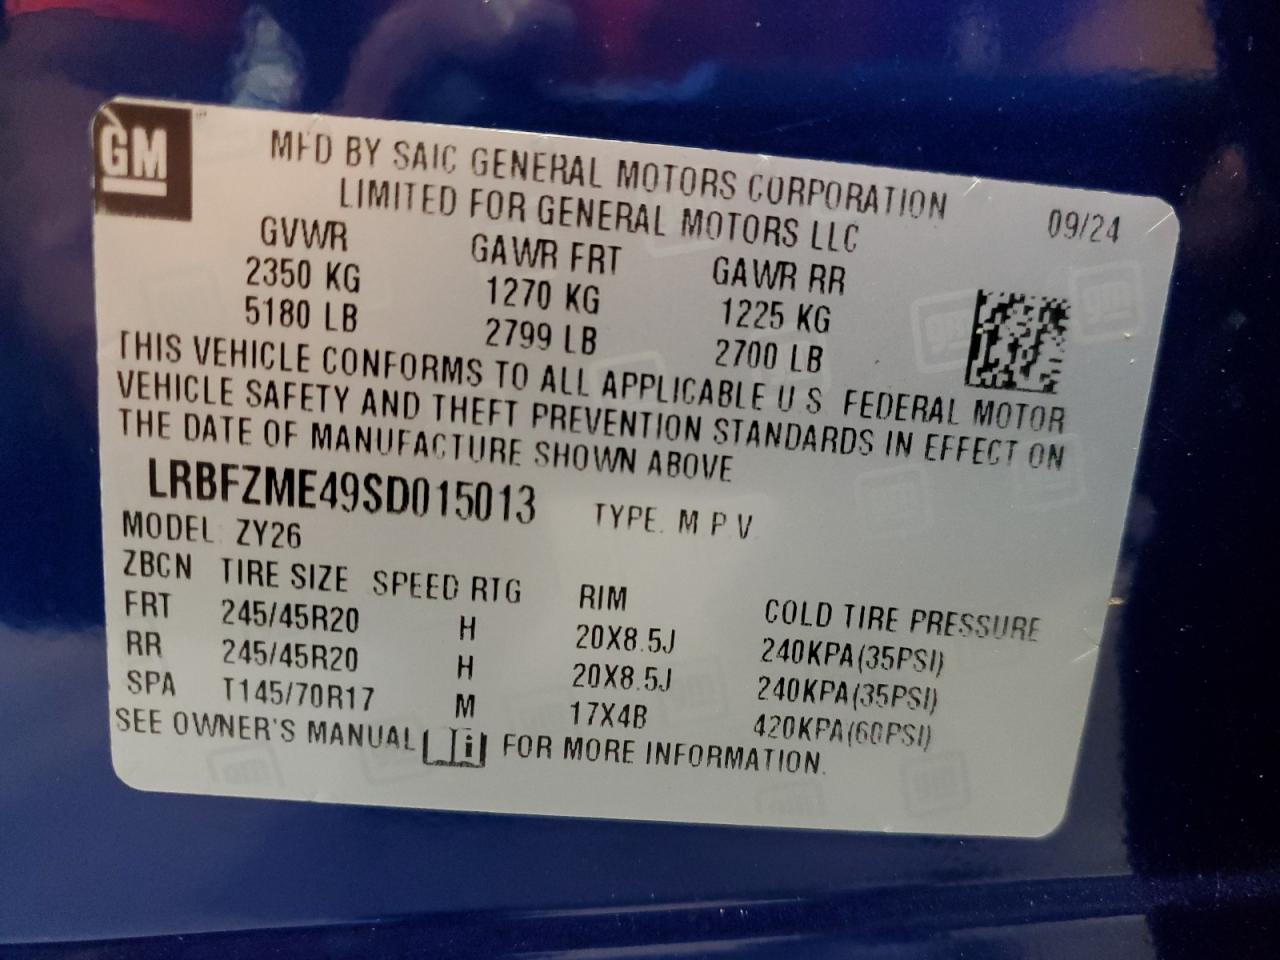 GM
MFD BY SAIC GENERAL MOTORS CORPORATION
LIMITED FOR GENERAL MOTORS LLC 09/24
GVWR GAWR FRT GAWR RR
2350 KG 1270 KG 1225 KG
5180 LB 2799 LB 2700 LB
THIS VEHICLE CONFORMS TO ALL APPLICABLE U S FEDERAL MOTOR
VEHICLE SAFETY AND THEFT PREVENTION STANDARDS IN EFFECT ON
THE DATE OF MANUFACTURE SHOWN ABOVE
LRBFZME49SD015013 TYPE. M P V
MODEL: ZY26
ZBCN TIRE SIZE SPEED RTG RIM COLD TIRE PRESSURE
FRT 245/45R20 H 20X8.5J 240KPA(35PSI)
RR 245/45R20 H 20X8.5J 240KPA(35PSI)
SPA T145/70R17 M 17X4B 420KPA(60PSI)
SEE OWNER'S MANUAL i FOR MORE INFORMATION.